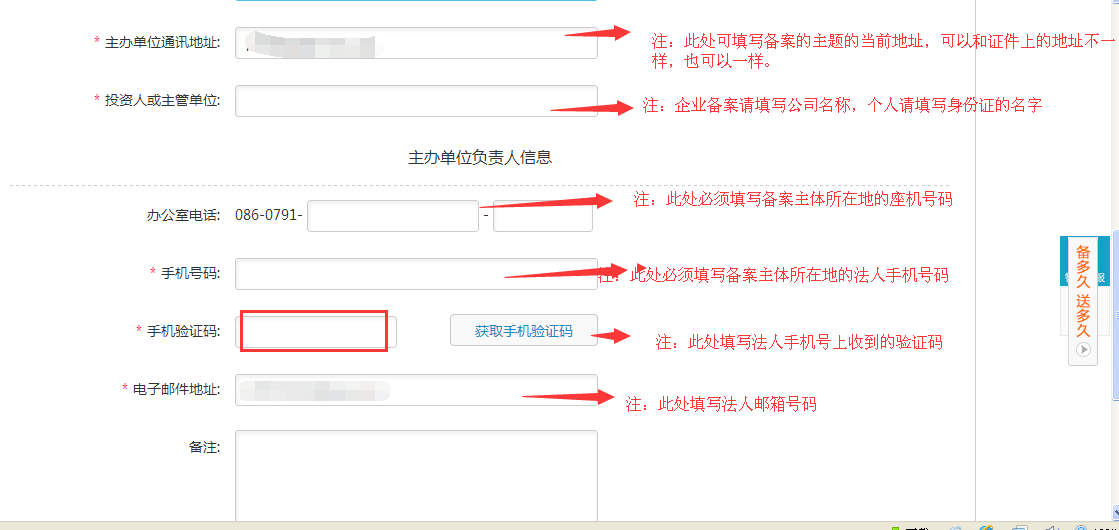 * 主办单位通讯地址:
注：此处可填写备案的主题的当前地址，可以和证件上的地址不一
样，也可以一样。
* 投资人或主管单位:
注：企业备案请填写公司名称，个人请填写身份证的名字
主办单位负责人信息
办公室电话: 086-0791- -
注：此处必须填写备案主体所在地的座机号码
* 手机号码:
注：此处必须填写备案主体所在地的法人手机号码
* 手机验证码:
获取手机验证码
注：此处填写法人手机号上收到的验证码
* 电子邮件地址:
注：此处填写法人邮箱号码
备注:
备多久
送多久